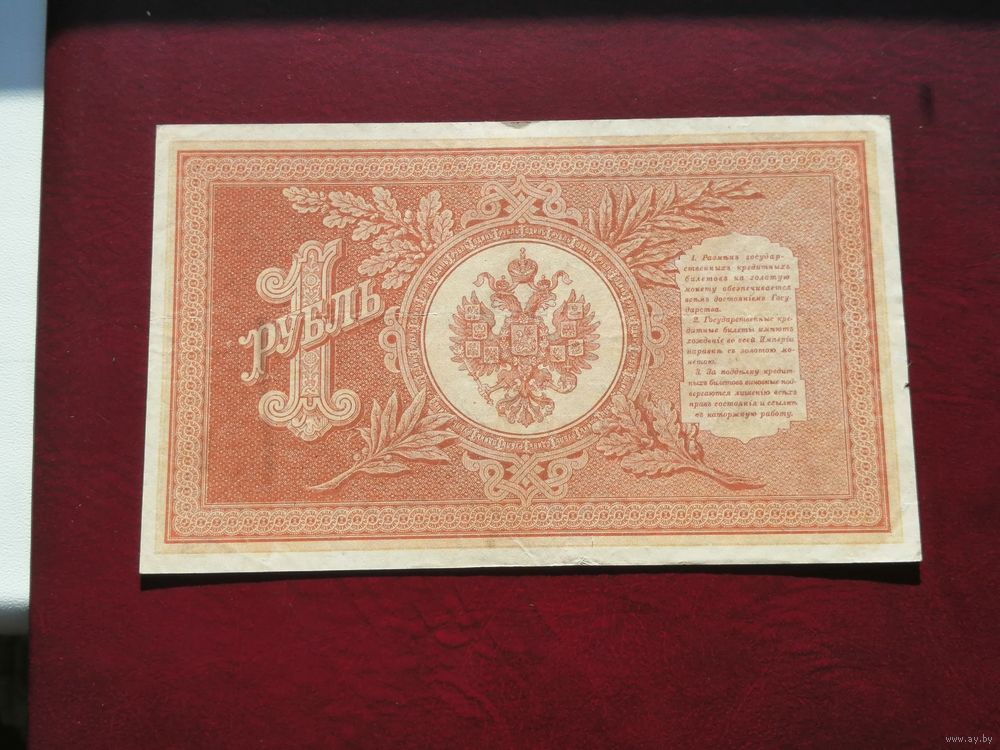 1
РУБЛЬ
1. Размѣнъ государ-
ственныхъ кредитныхъ
билетовъ на золотую
монету обезпечивается
всѣмъ достояніемъ Госу-
дарства.
2. Государственные кре-
дитные билеты имѣютъ
хожденіе во всей Имперіи
наравнѣ съ золотою мо-
нетою.
3. За поддѣлку кредит-
ныхъ билетовъ виновные под-
вергаются лишенію всѣхъ
правъ состоянія и ссылкѣ
въ каторжную работу.
www.ay.by